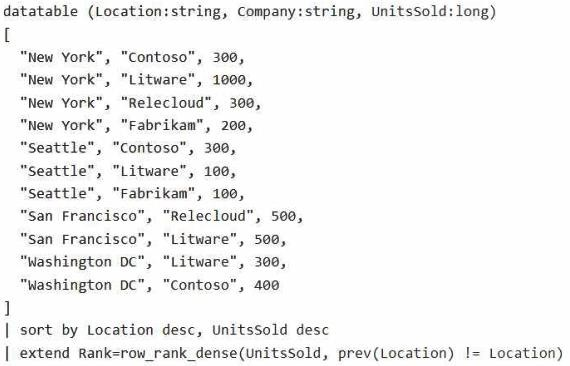 datatable (Location:string, Company:string, UnitsSold:long)
[
  "New York", "Contoso", 300,
  "New York", "Litware", 1000,
  "New York", "Relecloud", 300,
  "New York", "Fabrikam", 200,
  "Seattle", "Contoso", 300,
  "Seattle", "Litware", 100,
  "Seattle", "Fabrikam", 100,
  "San Francisco", "Relecloud", 500,
  "San Francisco", "Litware", 500,
  "Washington DC", "Litware", 300,
  "Washington DC", "Contoso", 400
]
| sort by Location desc, UnitsSold desc
| extend Rank=row_rank_dense(UnitsSold, prev(Location) != Location)